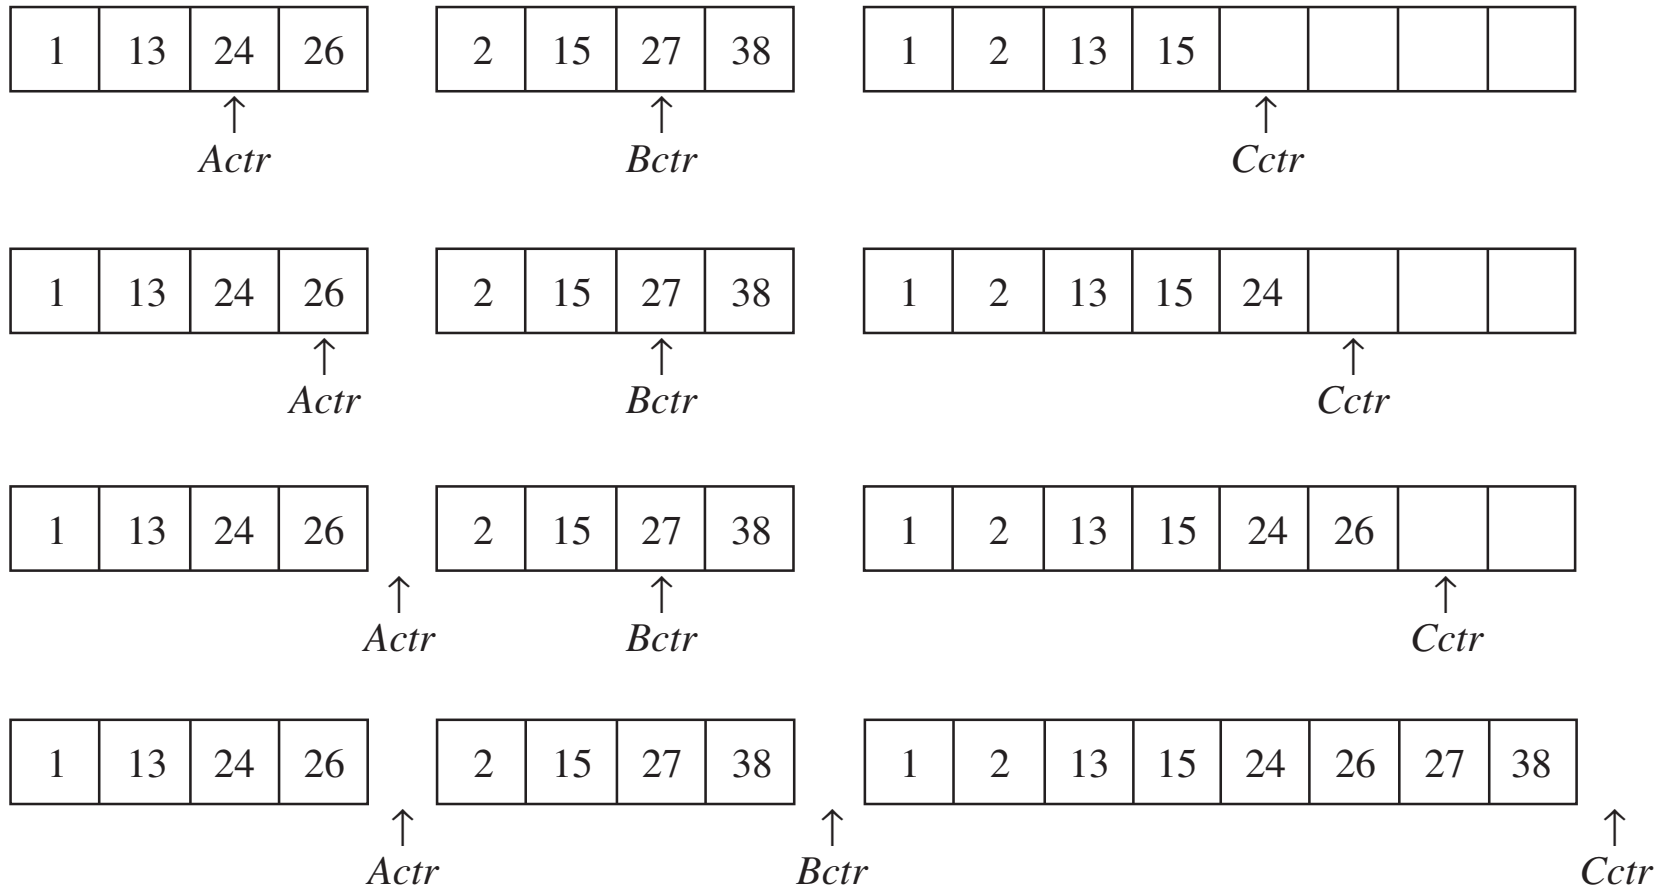 1 13 24 26 2 15 27 38 1 2 13 15
Actr Bctr Cctr
1 13 24 26 2 15 27 38 1 2 13 15 24
Actr Bctr Cctr
1 13 24 26 2 15 27 38 1 2 13 15 24 26
Actr Bctr Cctr
1 13 24 26 2 15 27 38 1 2 13 15 24 26 27 38
Actr Bctr Cctr